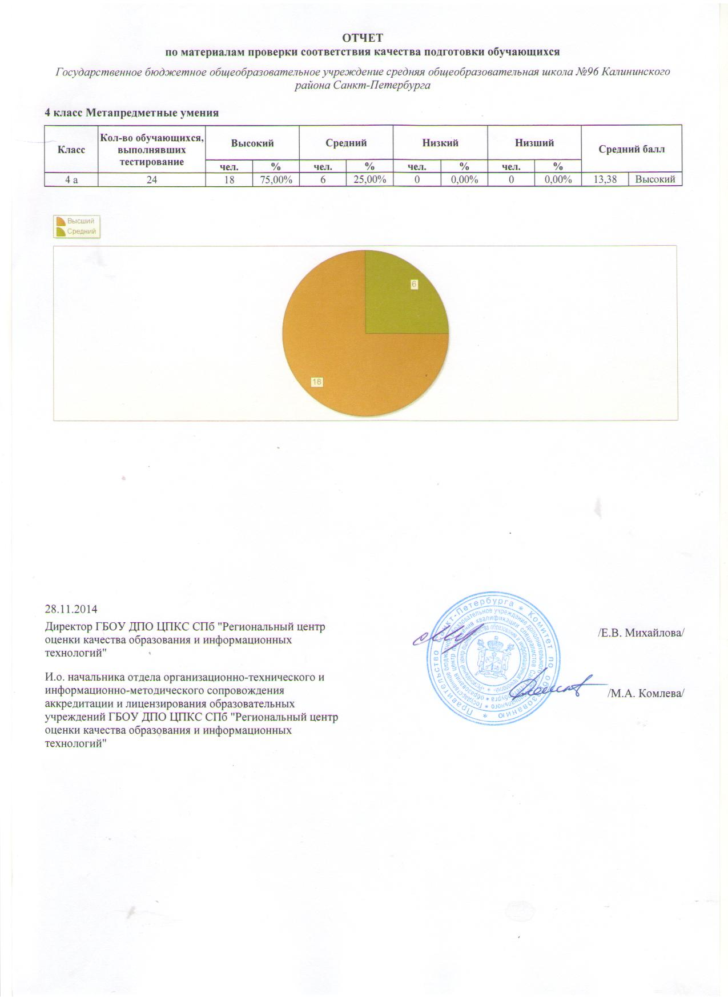 ОТЧЕТ
по материалам проверки соответствия качества подготовки обучающихся
Государственное бюджетное общеобразовательное учреждение средняя общеобразовательная школа №96 Калининского
района Санкт-Петербурга
4 класс Метапредметные умения
Класс
Кол-во обучающихся,
выполнявших
тестирование
Высокий
Средний
Низкий
Низший
Средний балл
чел. % чел. % чел. % чел. %
4 а 24 18 75,00% 6 25,00% 0 0,00% 0 0,00% 13,38 Высокий
Высший
Средний
6
18
28.11.2014
Директор ГБОУ ДПО ЦПКС СПб "Региональный центр
оценки качества образования и информационных
технологий"
/Е.В. Михайлова/
И.о. начальника отдела организационно-технического и
информационно-методического сопровождения
аккредитации и лицензирования образовательных
учреждений ГБОУ ДПО ЦПКС СПб "Региональный центр
оценки качества образования и информационных
технологий"
/М.А. Комлева/
Правительство Санкт-Петербурга * Комитет по образованию *